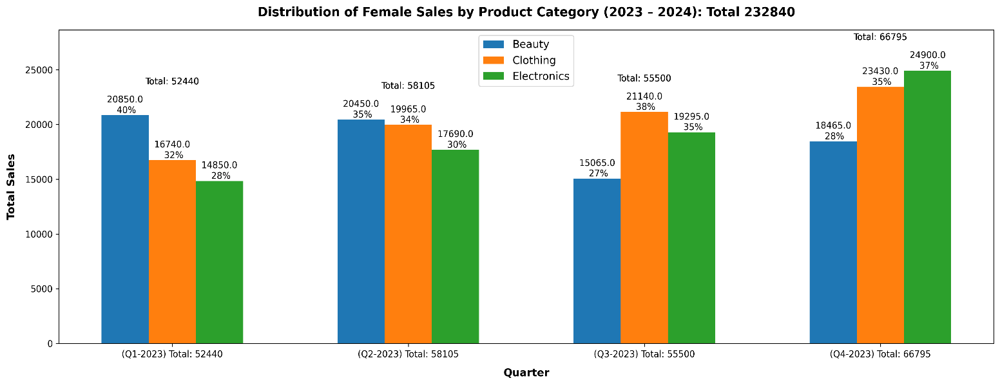 Distribution of Female Sales by Product Category (2023 – 2024): Total 232840
Beauty
Clothing
Electronics
Total Sales
25000
20000
15000
10000
5000
0
Total: 52440
20850.0
40%
16740.0
32%
14850.0
28%
Total: 58105
20450.0
35%
19965.0
34%
17690.0
30%
Total: 55500
15065.0
27%
21140.0
38%
19295.0
35%
Total: 66795
18465.0
28%
23430.0
35%
24900.0
37%
(Q1-2023) Total: 52440
(Q2-2023) Total: 58105
(Q3-2023) Total: 55500
(Q4-2023) Total: 66795
Quarter